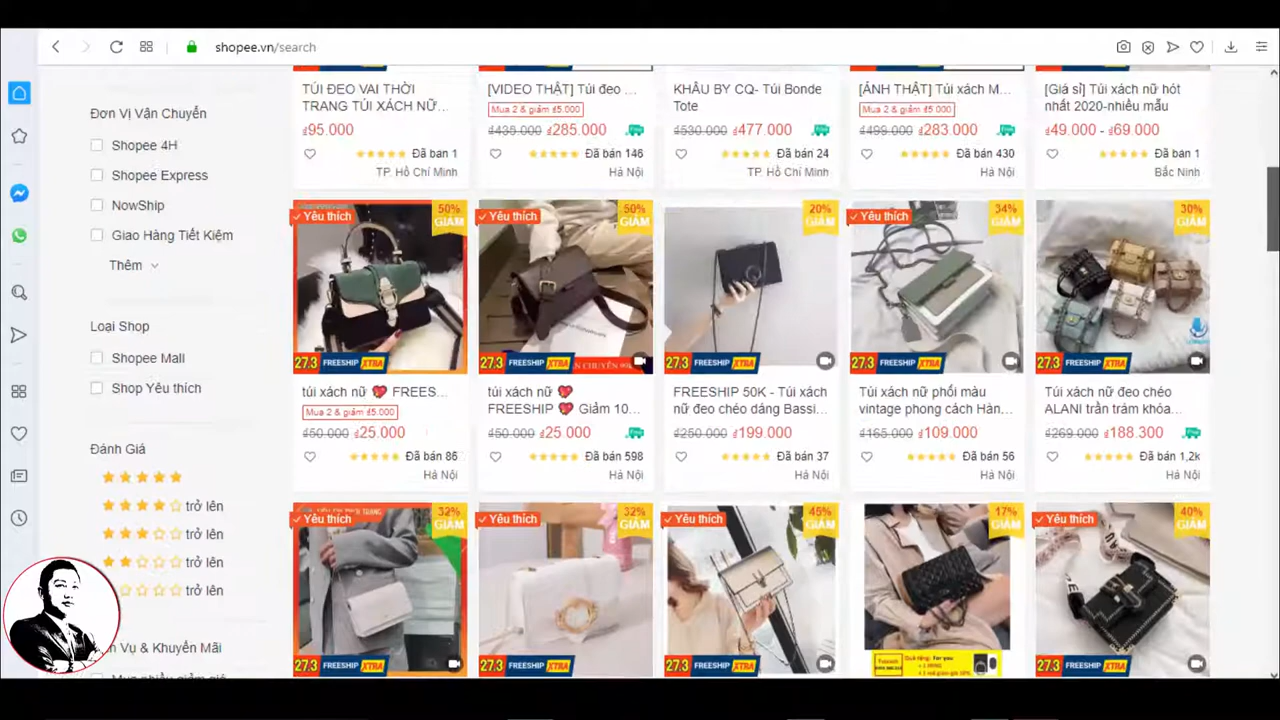 shopee.vn/search
Đơn Vị Vận Chuyển
Shopee 4H
Shopee Express
NowShip
Giao Hàng Tiết Kiệm
Thêm
Loại Shop
Shopee Mall
Shop Yêu thích
Đánh Giá
trở lên
trở lên
trở lên
trở lên
Vụ & Khuyến Mãi
TÚI ĐEO VAI THỜI
TRANG TÚI XÁCH NỮ...
₫95.000
Đã bán 1
TP. Hồ Chí Minh
[VIDEO THẬT] Túi đeo ...
Mua 2 & giảm ₫5.000
₫435.000 ₫285.000
Đã bán 146
Hà Nội
KHẦU BY CQ- Túi Bonde
Tote
₫530.000 ₫477.000
Đã bán 24
TP. Hồ Chí Minh
[ẢNH THẬT] Túi xách M...
Mua 2 & giảm ₫5.000
₫499.000 ₫283.000
Đã bán 430
Hà Nội
[Giá sỉ] Túi xách nữ hót
nhất 2020-nhiều mẫu
₫49.000 - ₫69.000
Đã bán 1
Bắc Ninh
Yêu thích
50%
GIẢM
27.3 FREESHIP XTRA
túi xách nữ 💖 FREES...
Mua 2 & giảm ₫5.000
₫50.000 ₫25.000
Đã bán 86
Hà Nội
Yêu thích
50%
GIẢM
27.3 FREESHIP XTRA
túi xách nữ 💖
FREESHIP 💖 Giảm 10...
₫50.000 ₫25.000
Đã bán 598
Hà Nội
20%
GIẢM
27.3 FREESHIP XTRA
FREESHIP 50K - Túi xách
nữ đeo chéo dáng Bassi...
₫250.000 ₫199.000
Đã bán 37
Hà Nội
Yêu thích
34%
GIẢM
27.3 FREESHIP XTRA
Túi xách nữ phối màu
vintage phong cách Hàn...
₫165.000 ₫109.000
Đã bán 56
Hà Nội
30%
GIẢM
27.3 FREESHIP XTRA
Túi xách nữ đeo chéo
ALANI trần trám khóa...
₫269.000 ₫188.300
Đã bán 1,2k
Hà Nội
Yêu thích
32%
GIẢM
27.3 FREESHIP XTRA
Yêu thích
32%
GIẢM
27.3 FREESHIP XTRA
Yêu thích
45%
GIẢM
27.3 FREESHIP XTRA
17%
GIẢM
Yêu thích
40%
GIẢM
27.3 FREESHIP XTRA